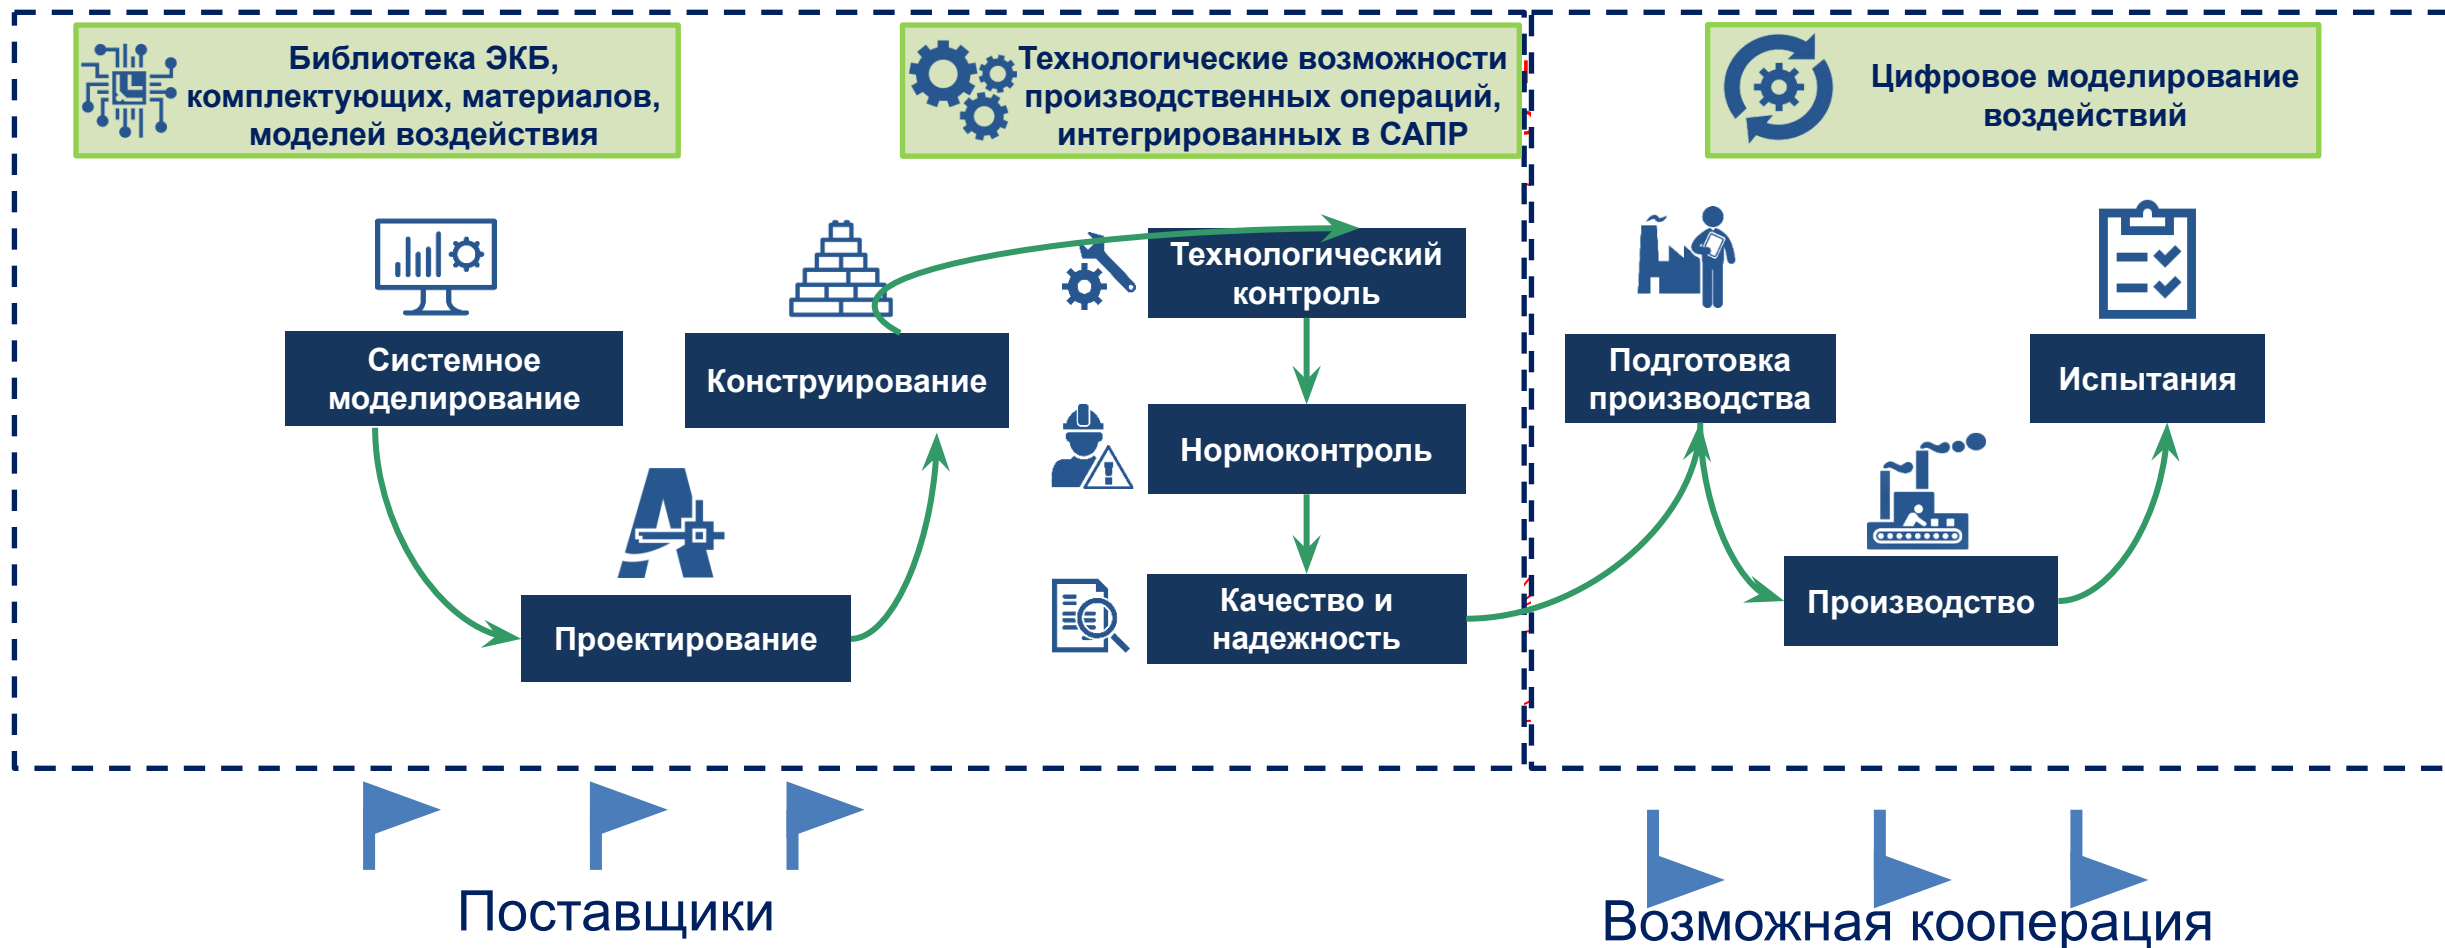 Библиотека ЭКБ,
комплектующих, материалов,
моделей воздействия
Технологические возможности
производственных операций,
интегрированных в САПР
Цифровое моделирование
воздействий
Системное
моделирование
Проектирование
Конструирование
Технологический
контроль
Нормоконтроль
Качество и
надежность
Подготовка
производства
Производство
Испытания
Поставщики
Возможная кооперация